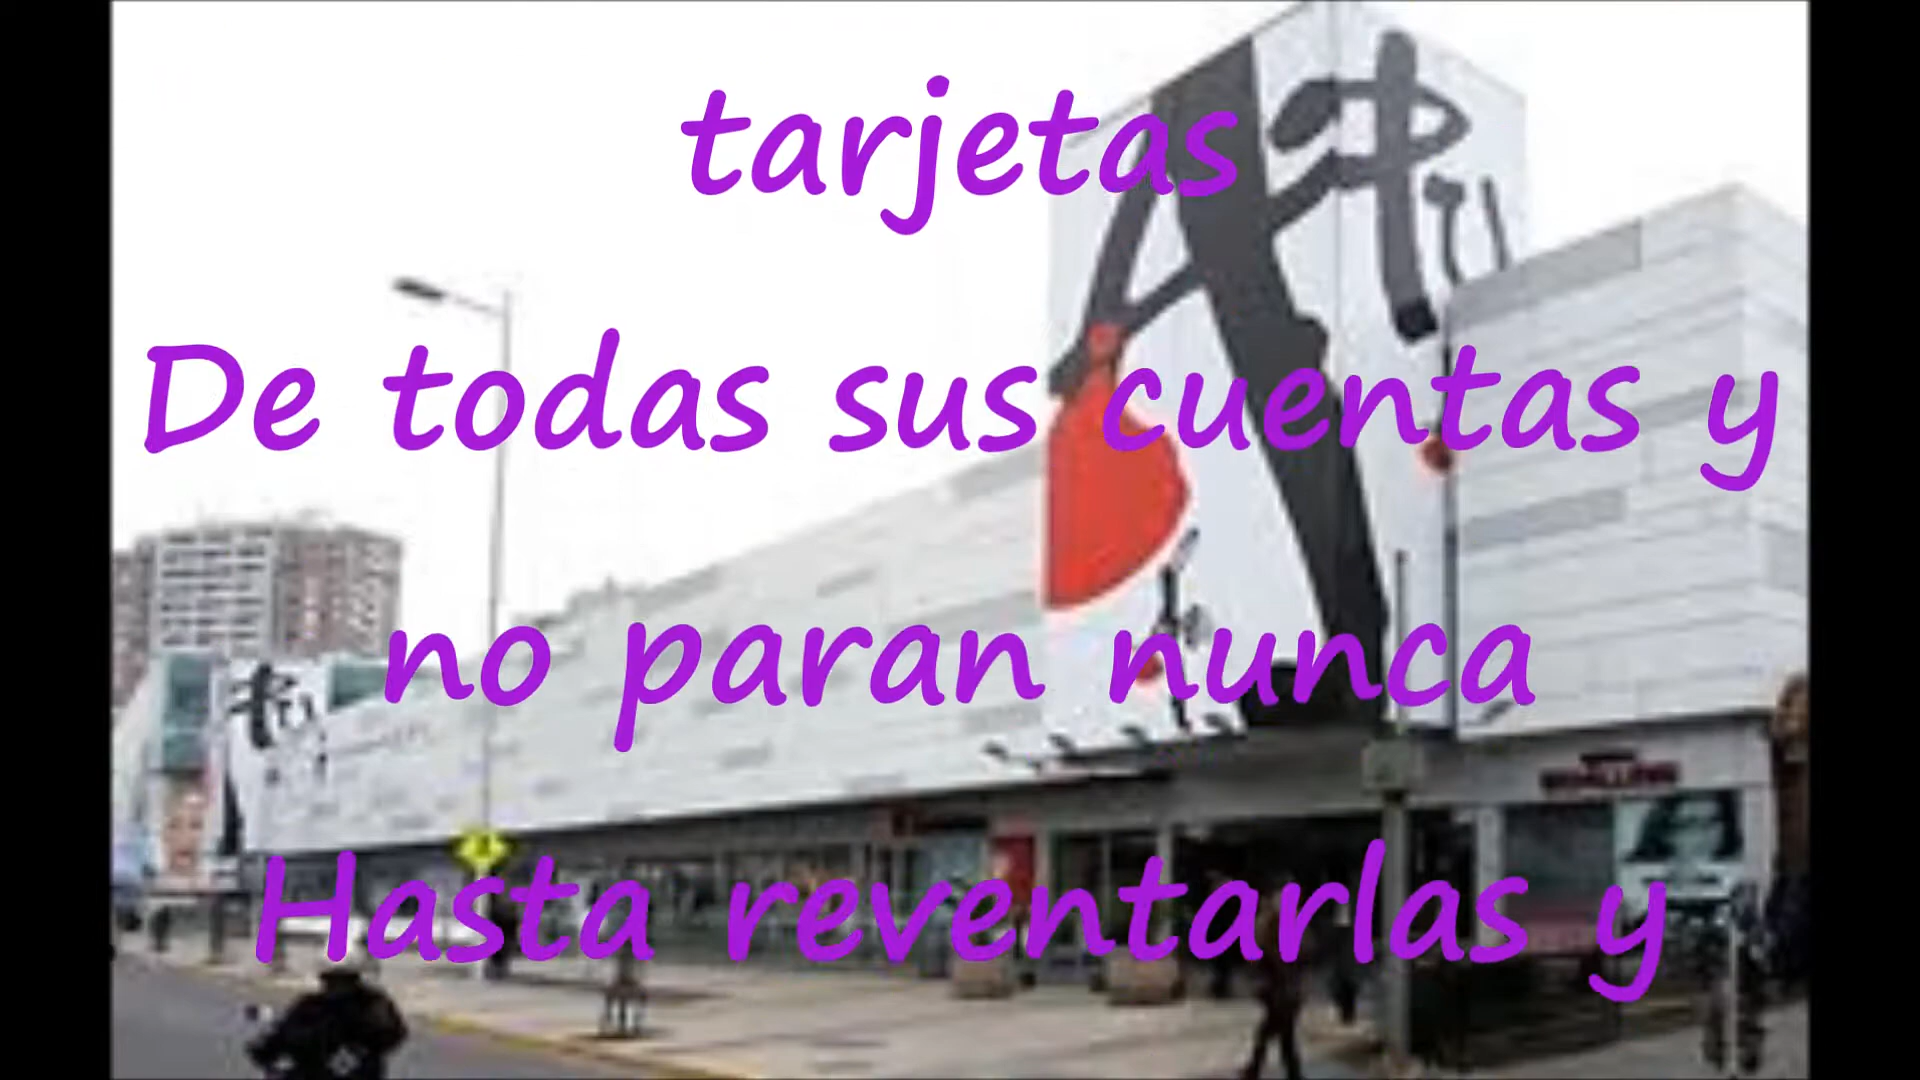 tarjetas
De todas sus cuentas y
no paran nunca
Hasta reventarlas y